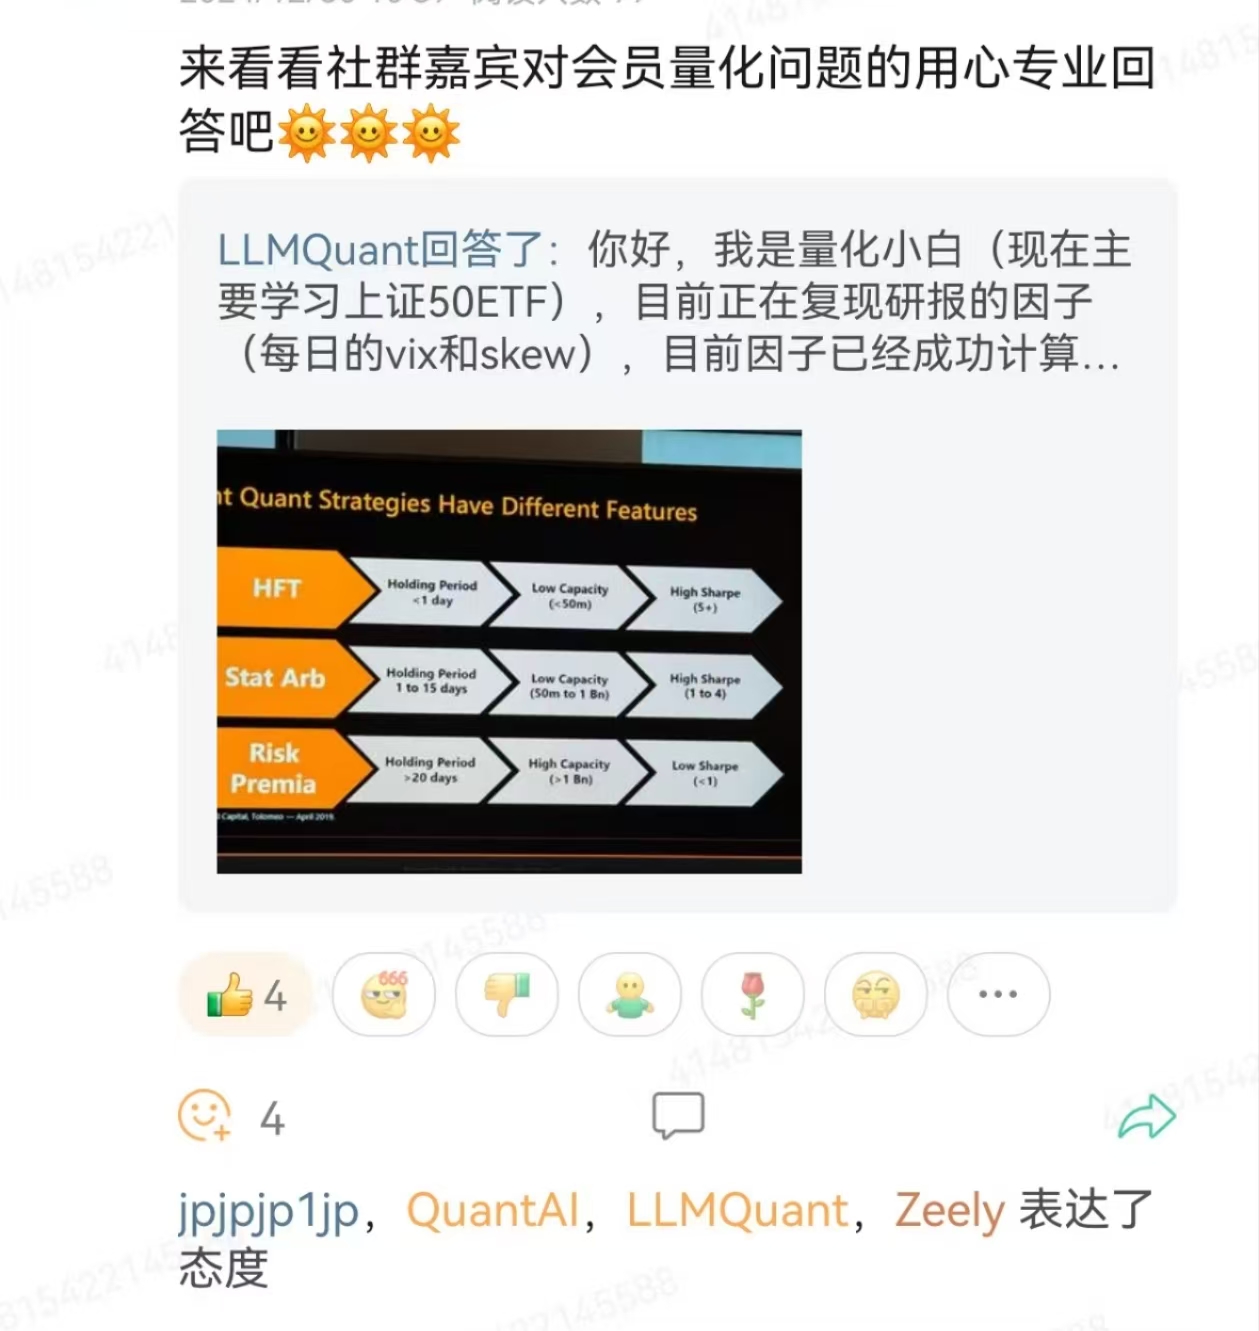 来看看社群嘉宾对会员量化问题的用心专业回
答吧
LLMQuant回答了：你好，我是量化小白（现在主
要学习上证50ETF），目前正在复现研报的因子
（每日的vix和skew），目前因子已经成功计算...
nt Quant Strategies Have Different Features
HFT
Holding Period
<1 day
Low Capacity
(<50m)
High Sharpe
(5+)
Stat Arb
Holding Period
1 to 15 days
Low Capacity
(50m to 1 Bn)
High Sharpe
(1 to 4)
Risk
Premia
Holding Period
>20 days
High Capacity
(>1 Bn)
Low Sharpe
(<1)
Capital, Tolomeo — April 2019.
4
666
4
jpjpjp1jp，QuantAI，LLMQuant，Zeely 表达了
态度